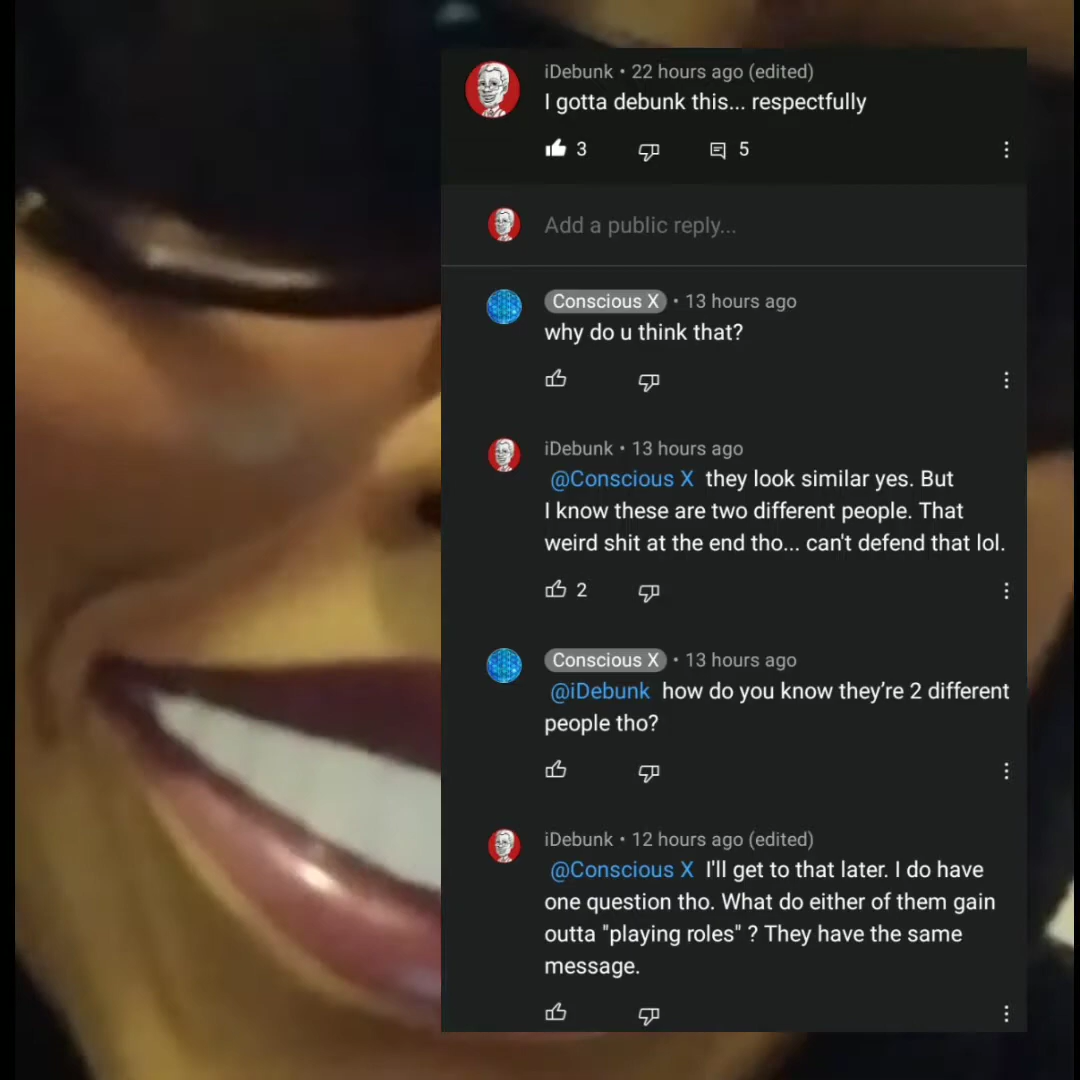 iDebunk • 22 hours ago (edited)
I gotta debunk this... respectfully
3 5
Add a public reply...
Conscious X • 13 hours ago
why do u think that?
iDebunk • 13 hours ago
@Conscious X they look similar yes. But
I know these are two different people. That
weird shit at the end tho... can't defend that lol.
2
Conscious X • 13 hours ago
@iDebunk how do you know they’re 2 different
people tho?
iDebunk • 12 hours ago (edited)
@Conscious X I'll get to that later. I do have
one question tho. What do either of them gain
outta "playing roles" ? They have the same
message.